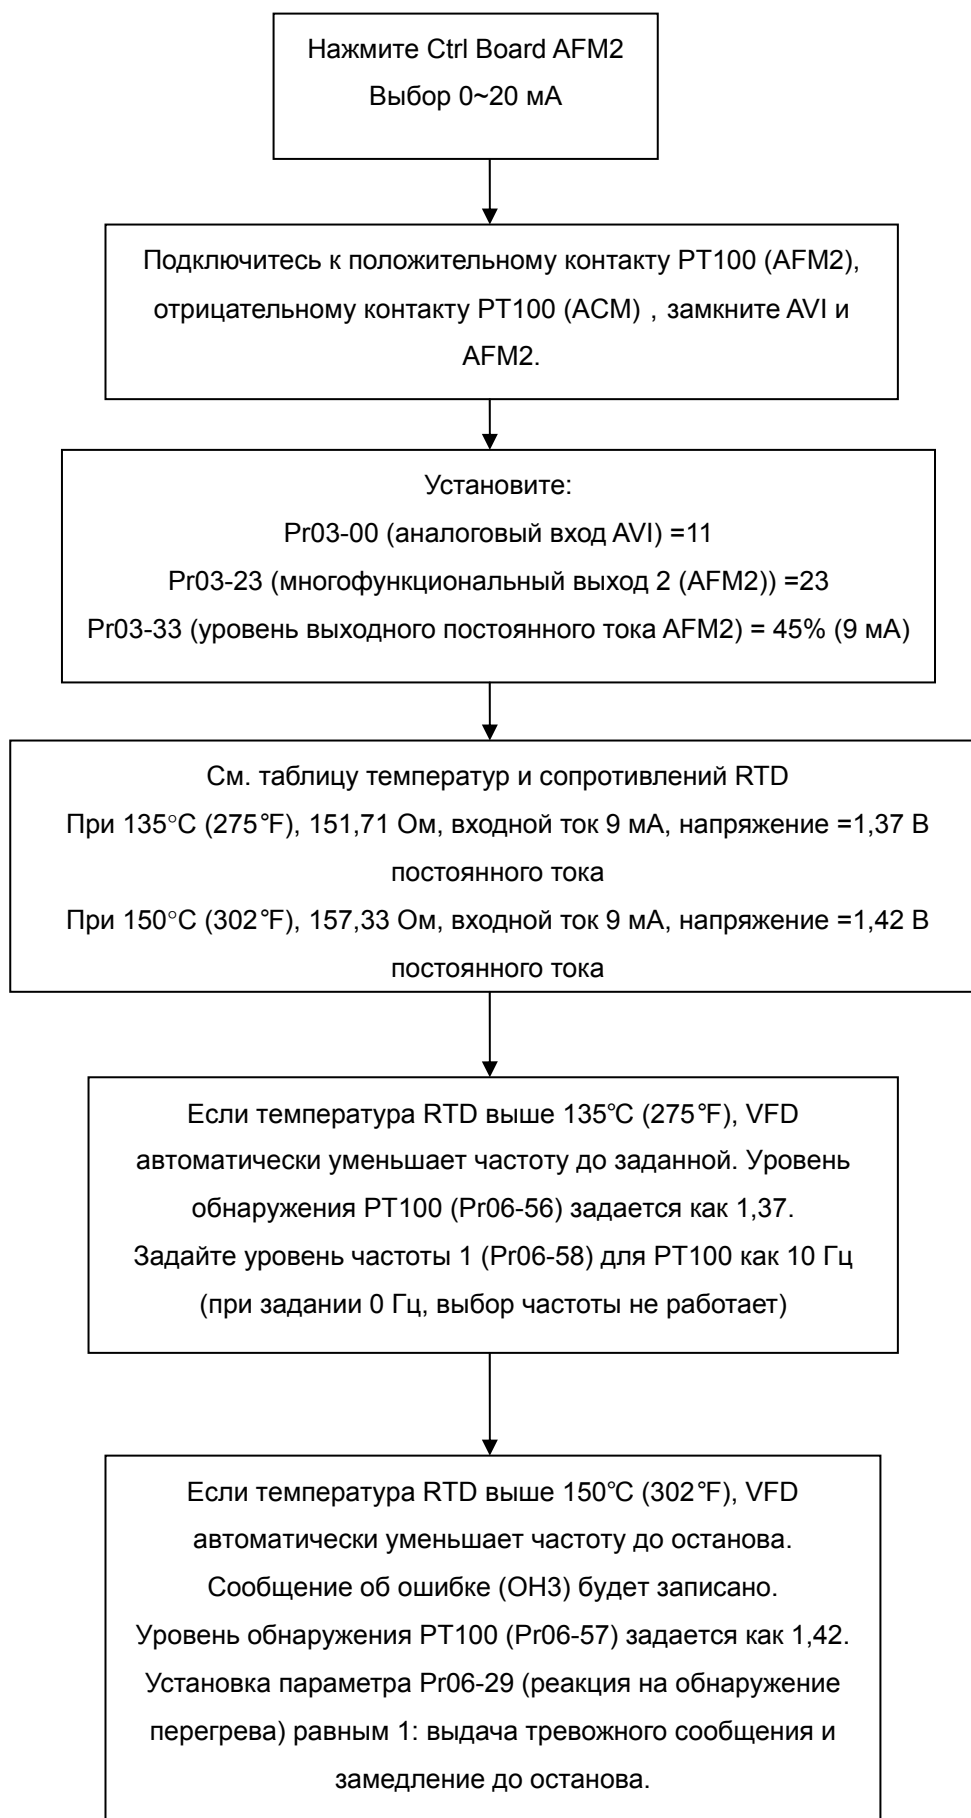 Нажмите Ctrl Board AFM2
Выбор 0~20 мА
Подключитесь к положительному контакту PT100 (AFM2),
отрицательному контакту PT100 (ACM) , замкните AVI и
AFM2.
Установите:
Pr03-00 (аналоговый вход AVI) =11
Pr03-23 (многофункциональный выход 2 (AFM2)) =23
Pr03-33 (уровень выходного постоянного тока AFM2) = 45% (9 мА)
См. таблицу температур и сопротивлений RTD
При 135°C (275°F), 151,71 Ом, входной ток 9 мА, напряжение =1,37 В
постоянного тока
При 150°C (302°F), 157,33 Ом, входной ток 9 мА, напряжение =1,42 В
постоянного тока
Если температура RTD выше 135°C (275°F), VFD
автоматически уменьшает частоту до заданной. Уровень
обнаружения PT100 (Pr06-56) задается как 1,37.
Задайте уровень частоты 1 (Pr06-58) для PT100 как 10 Гц
(при задании 0 Гц, выбор частоты не работает)
Если температура RTD выше 150°C (302°F), VFD
автоматически уменьшает частоту до останова.
Сообщение об ошибке (OH3) будет записано.
Уровень обнаружения PT100 (Pr06-57) задается как 1,42.
Установка параметра Pr06-29 (реакция на обнаружение
перегрева) равным 1: выдача тревожного сообщения и
замедление до останова.